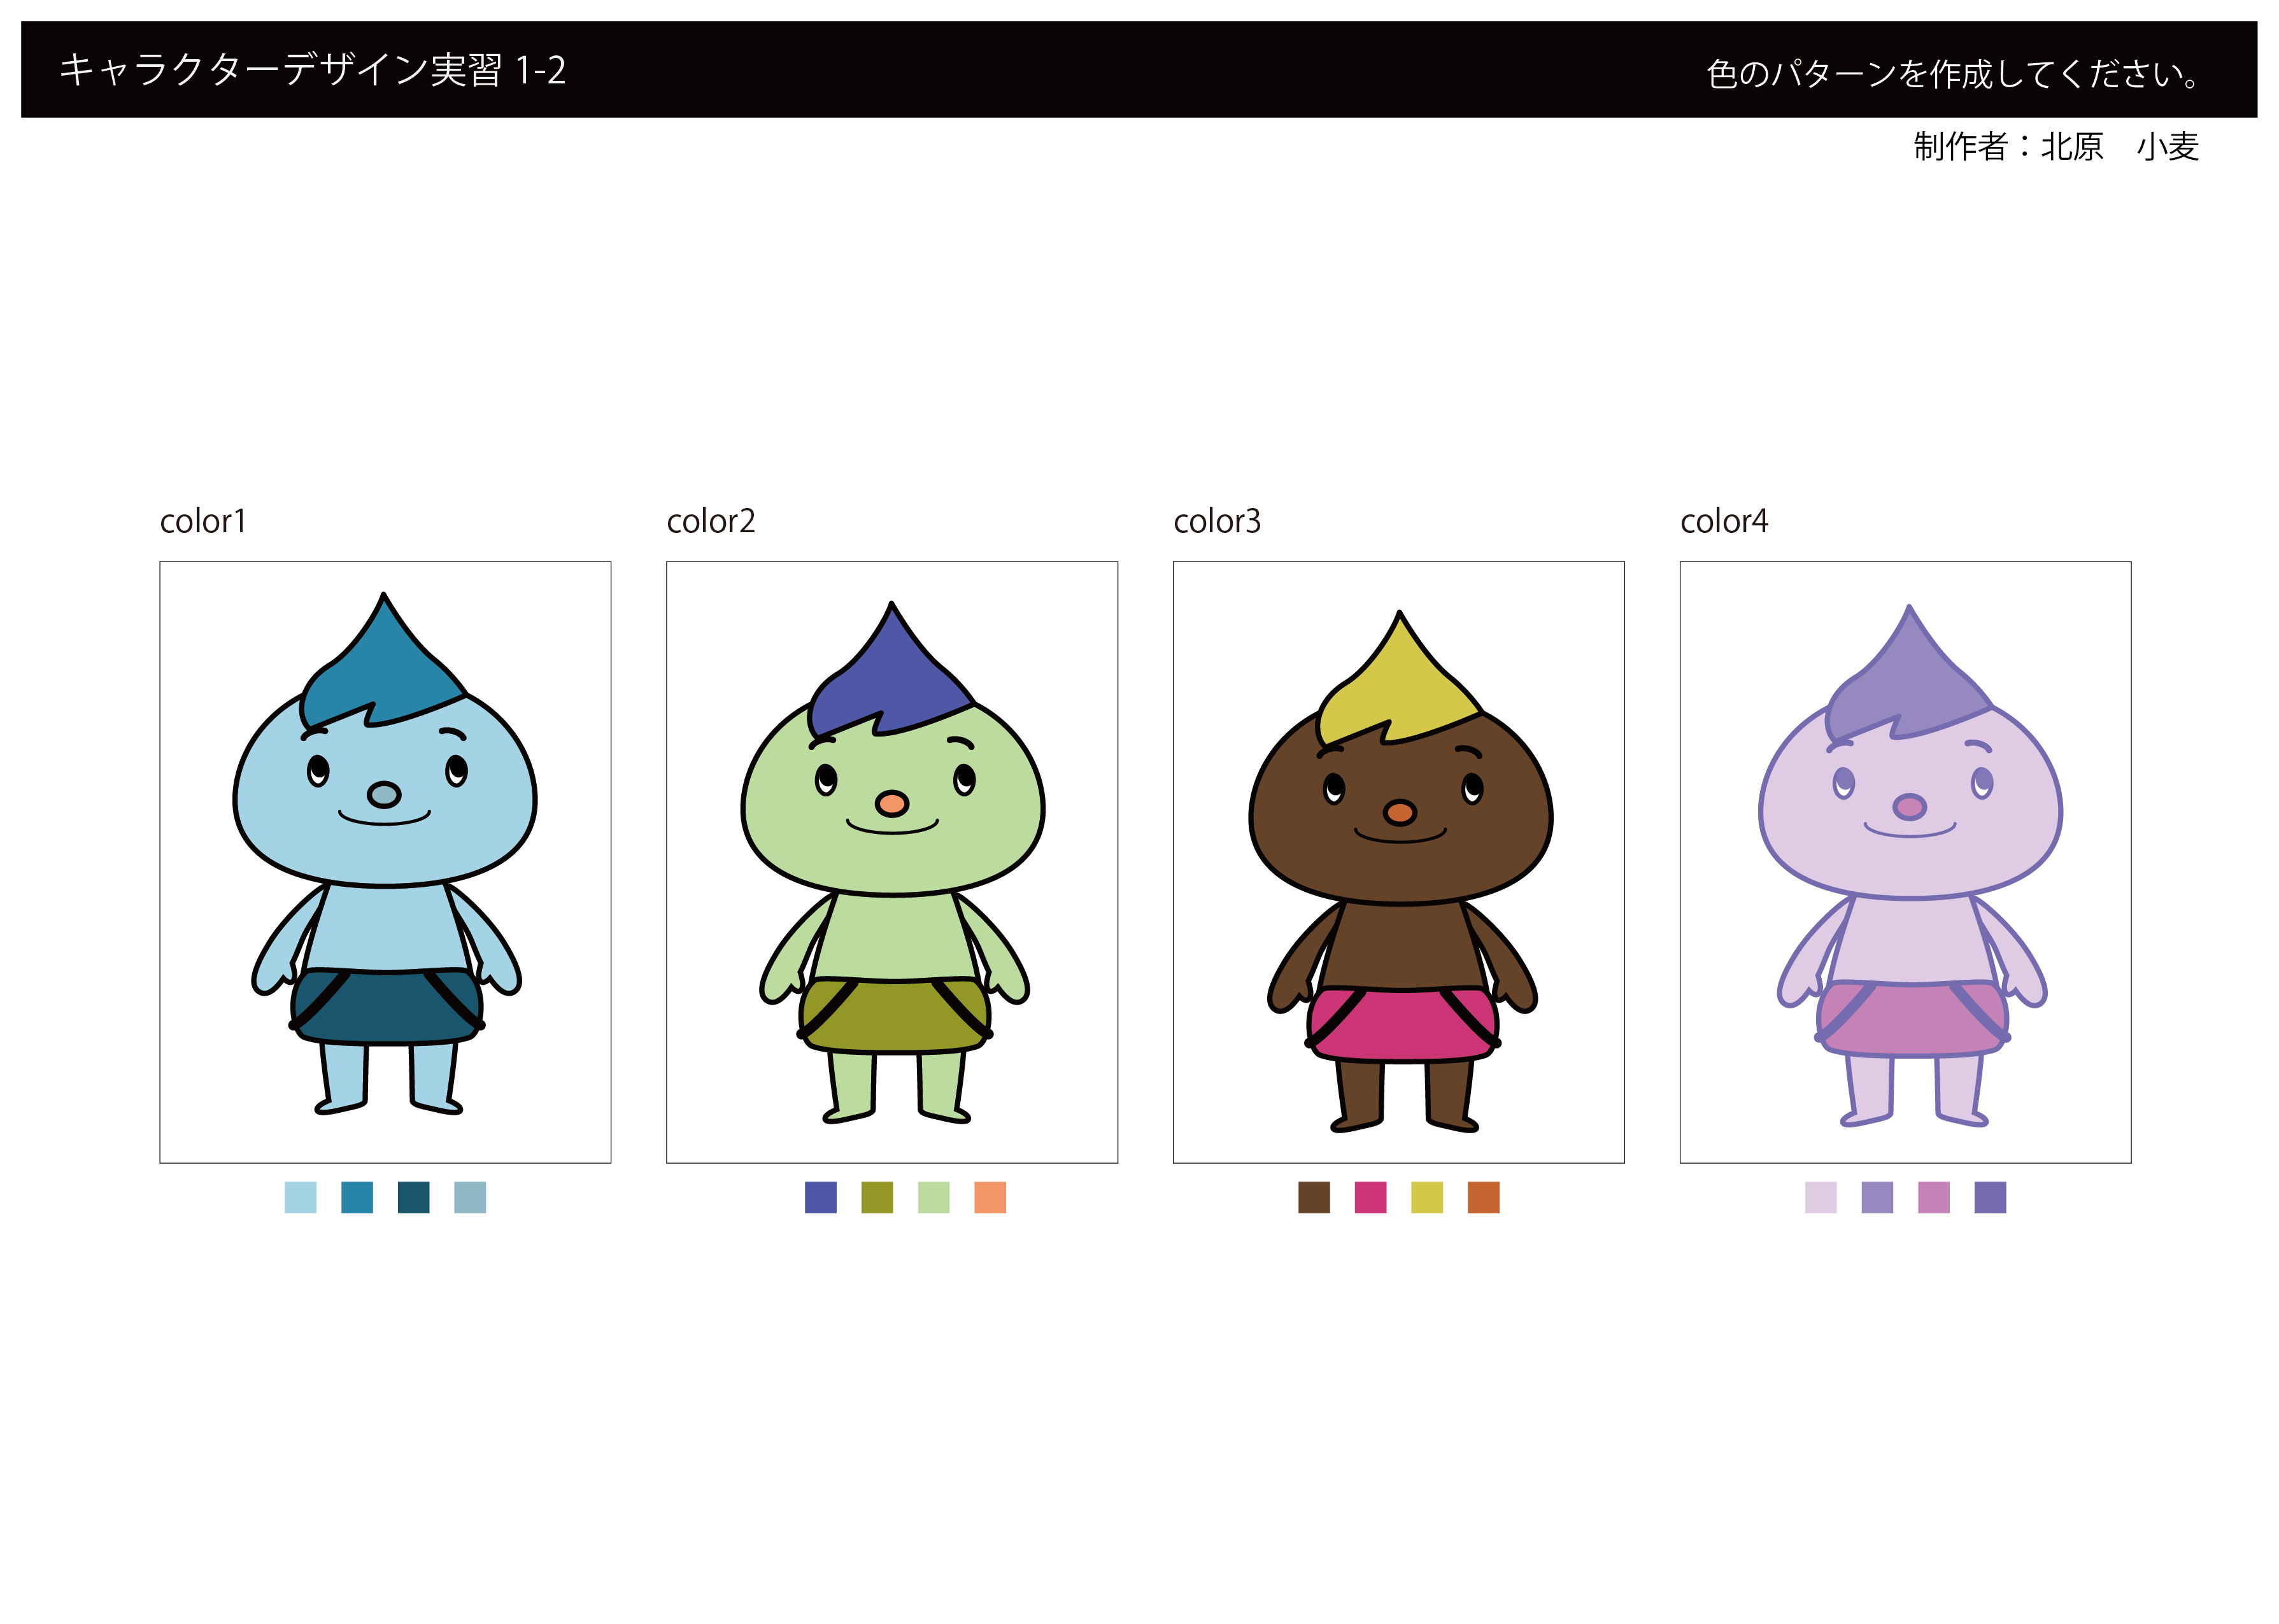 キャラクターデザイン実習 1-2
色のパターンを作成してください。
制作者：北原　小麦
color1
color2
color3
color4